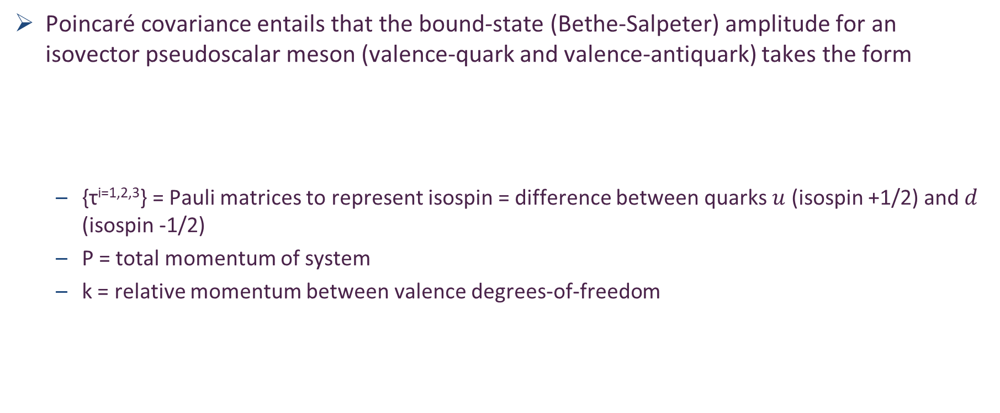 ➢ Poincaré covariance entails that the bound-state (Bethe-Salpeter) amplitude for an
isovector pseudoscalar meson (valence-quark and valence-antiquark) takes the form
– {τ^{i=1,2,3}} = Pauli matrices to represent isospin = difference between quarks 𝑢 (isospin +1/2) and 𝑑
(isospin -1/2)
– P = total momentum of system
– k = relative momentum between valence degrees-of-freedom